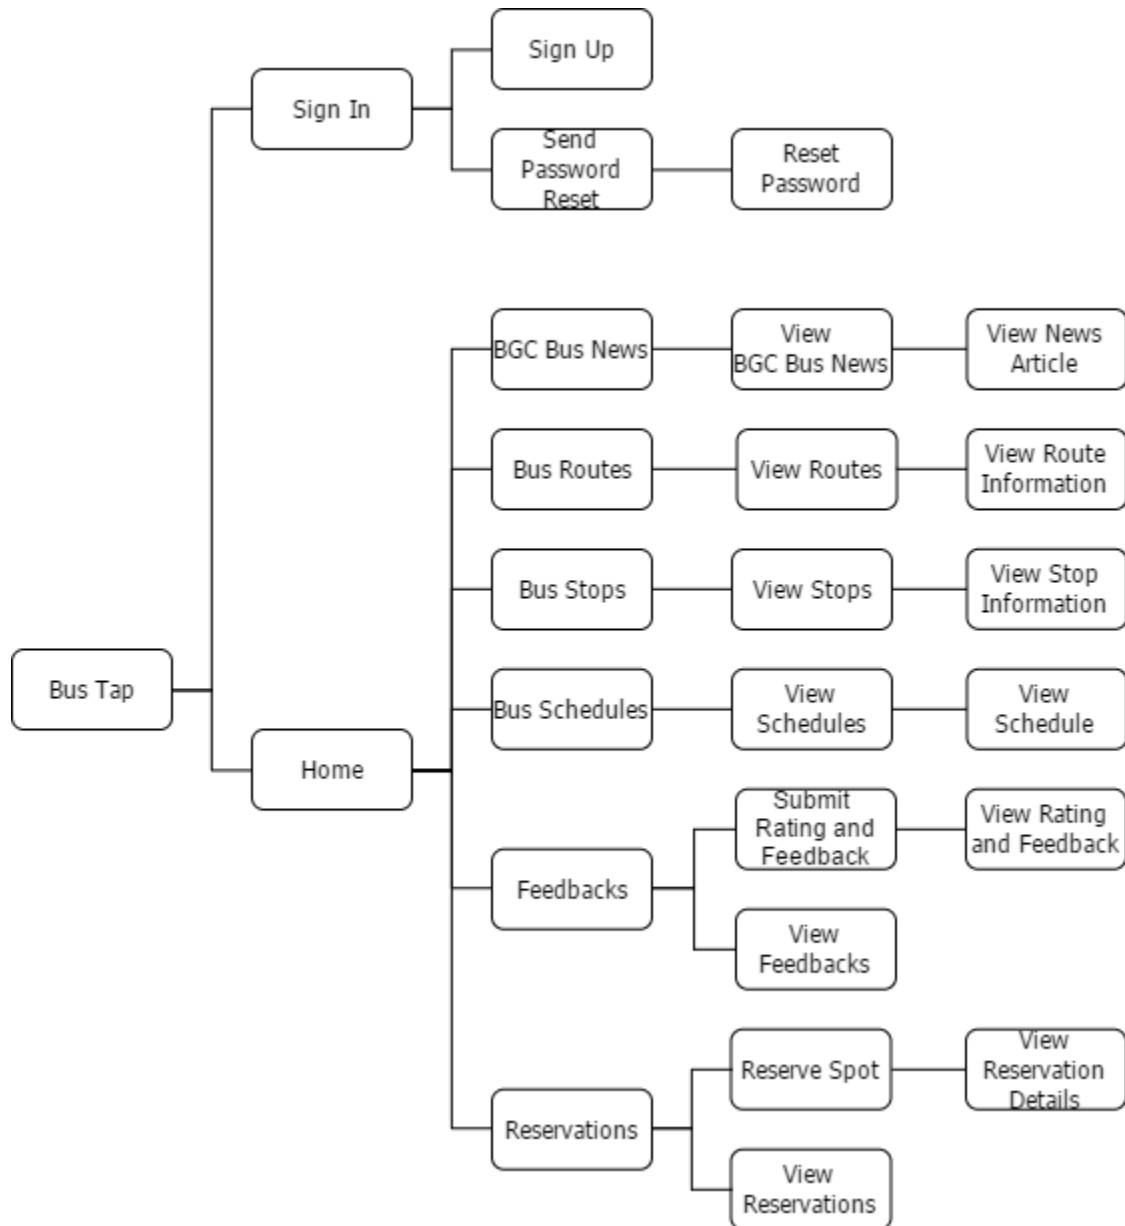 Sign Up
Sign In
Send
Password
Reset
Reset
Password
BGC Bus News
View
BGC Bus News
View News
Article
Bus Routes
View Routes
View Route
Information
Bus Stops
View Stops
View Stop
Information
Bus Tap
Bus Schedules
View
Schedules
View
Schedule
Home
Submit
Rating and
Feedback
View Rating
and Feedback
Feedbacks
View
Feedbacks
Reserve Spot
View
Reservation
Details
Reservations
View
Reservations